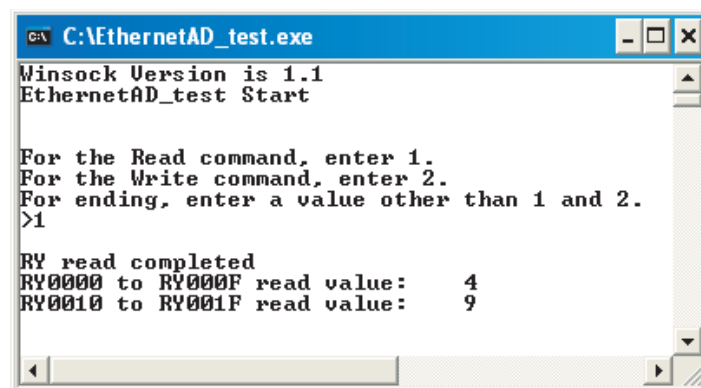 C:\EthernetAD_test.exe
Winsock Version is 1.1
EthernetAD_test Start
For the Read command, enter 1.
For the Write command, enter 2.
For ending, enter a value other than 1 and 2.
>1
RY read completed
RY0000 to RY000F read value: 4
RY0010 to RY001F read value: 9